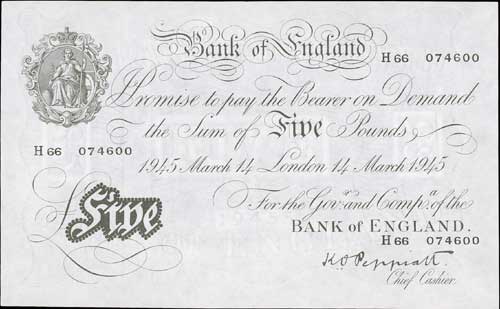 Bank of England
H66 074600
I Promise to pay the Bearer on Demand
the Sum of Five Pounds
H66 074600
1945 March 14 London 14 March 1945
For the Govr. and Compa. of the
BANK of ENGLAND.
£Five
H66 074600
K O Peppiatt
Chief Cashier.